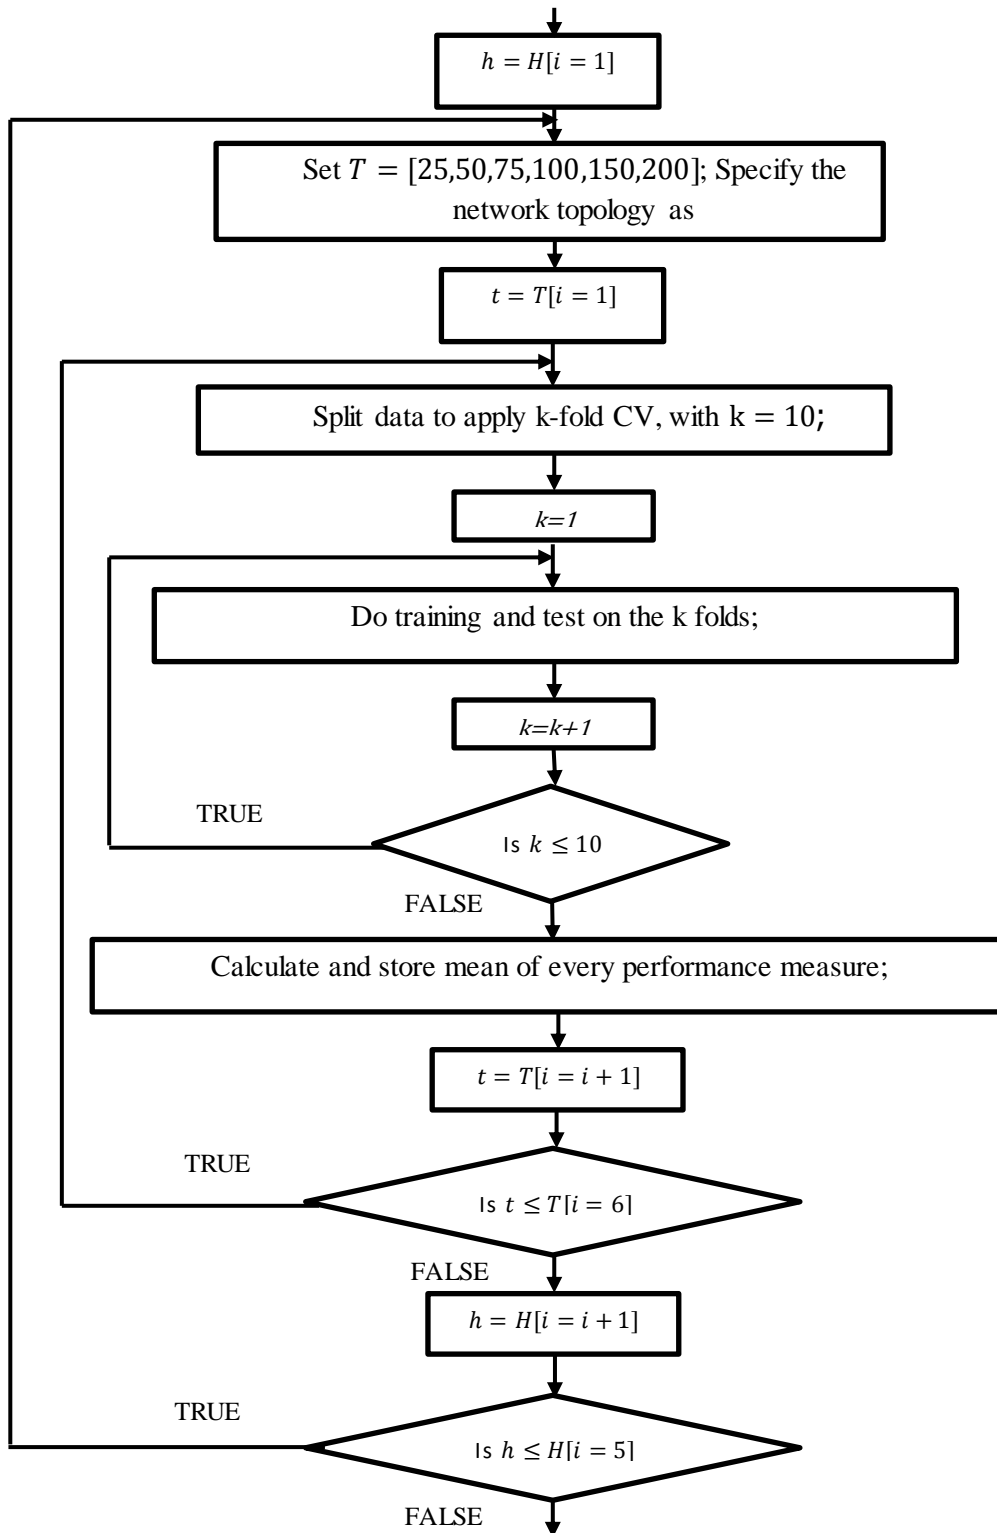 h = H[i = 1]
Set T = [25,50,75,100,150,200]; Specify the
network topology as
t = T[i = 1]
Split data to apply k-fold CV, with k = 10;
k=1
Do training and test on the k folds;
k=k+1
TRUE
Is k ≤ 10
FALSE
Calculate and store mean of every performance measure;
t = T[i = i + 1]
TRUE
Is t ≤ T[i = 6]
FALSE
h = H[i = i + 1]
TRUE
Is h ≤ H[i = 5]
FALSE